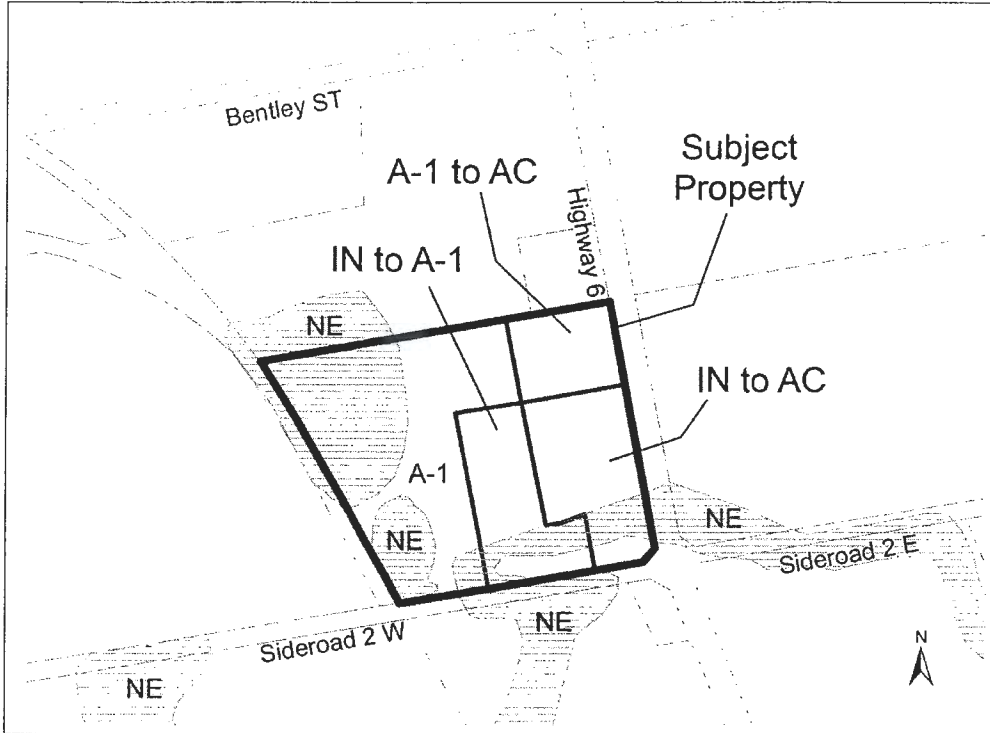 Bentley ST
Subject
Property
A-1 to AC
Highway 6
IN to A-1
NE
IN to AC
A-1
NE
NE
Sideroad 2 E
NE
Sideroad 2 W
NE
N